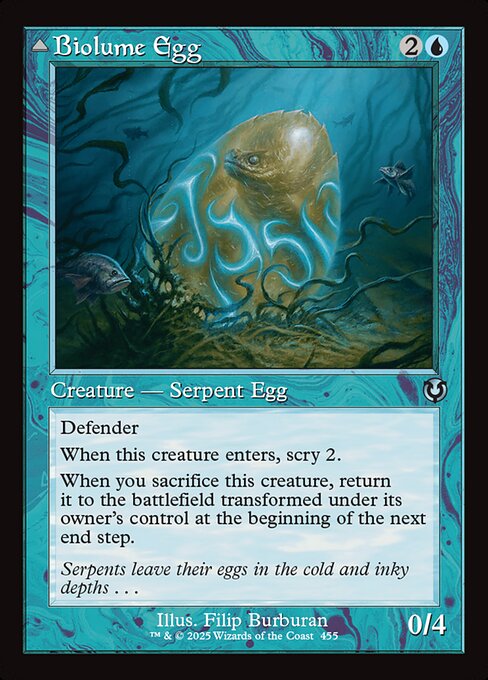 Biolume Egg 2
Creature — Serpent Egg
Defender
When this creature enters, scry 2.
When you sacrifice this creature, return
it to the battlefield transformed under its
owner's control at the beginning of the next
end step.
Serpents leave their eggs in the cold and inky
depths . . .
Illus. Filip Burburan
™ & © 2025 Wizards of the Coast 455
0/4